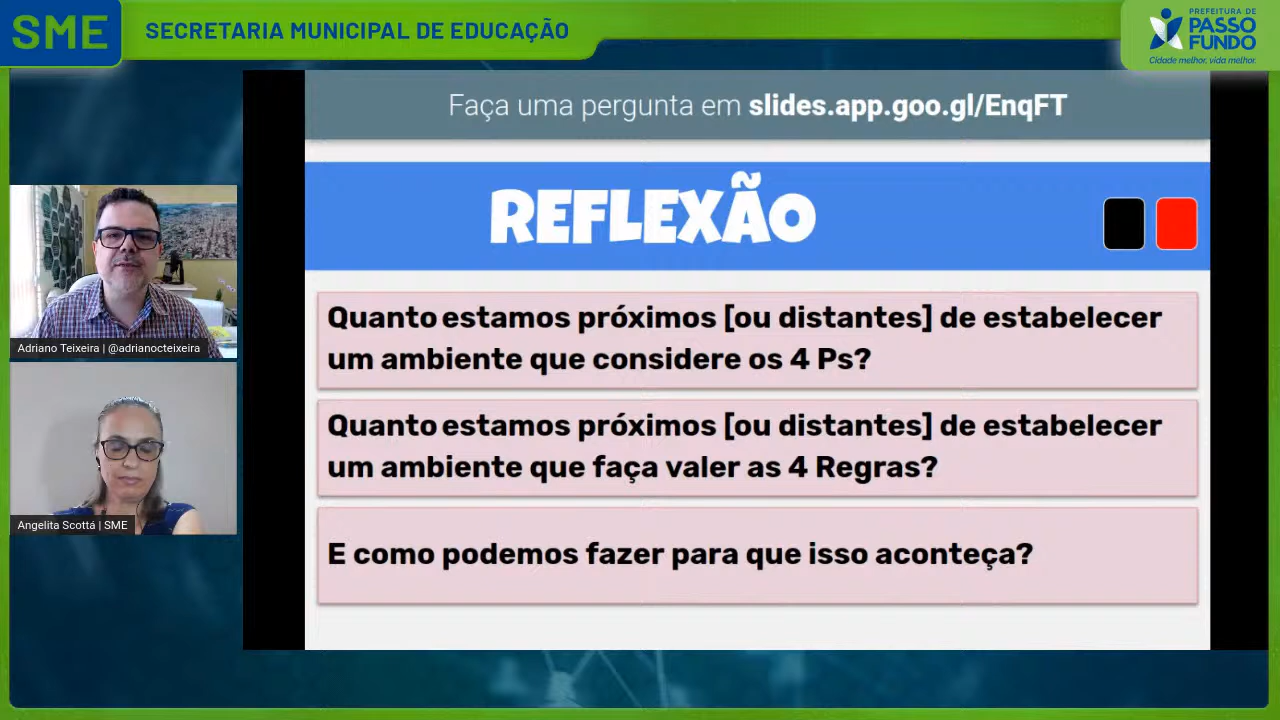 SME
SECRETARIA MUNICIPAL DE EDUCAÇÃO
PREFEITURA DE
PASSO
FUNDO
Cidade melhor, vida melhor.
Faça uma pergunta em slides.app.goo.gl/EnqFT
REFLEXÃO
Quanto estamos próximos [ou distantes] de estabelecer
um ambiente que considere os 4 Ps?
Quanto estamos próximos [ou distantes] de estabelecer
um ambiente que faça valer as 4 Regras?
E como podemos fazer para que isso aconteça?
Adriano Teixeira | @adrianocteixeira
Angelita Scottá | SME